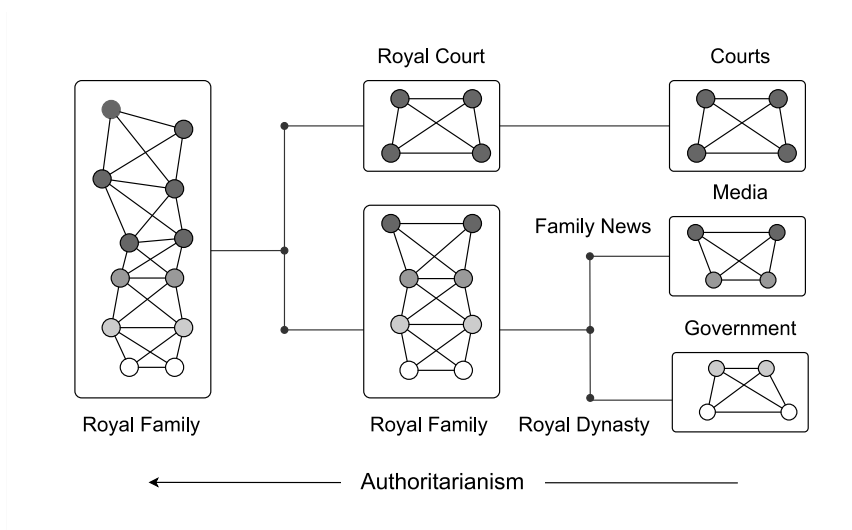 Royal Court
Courts
Media
Family News
Government
Royal Family
Royal Family
Royal Dynasty
Authoritarianism